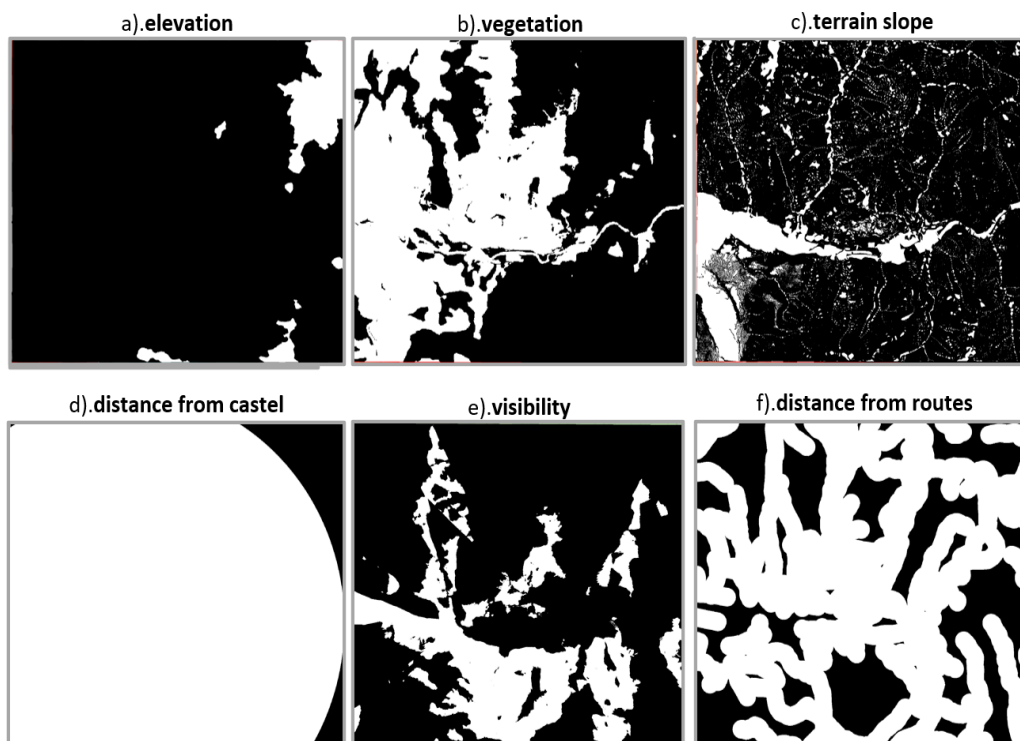 a).elevation
b).vegetation
c).terrain slope
d).distance from castel
e).visibility
f).distance from routes